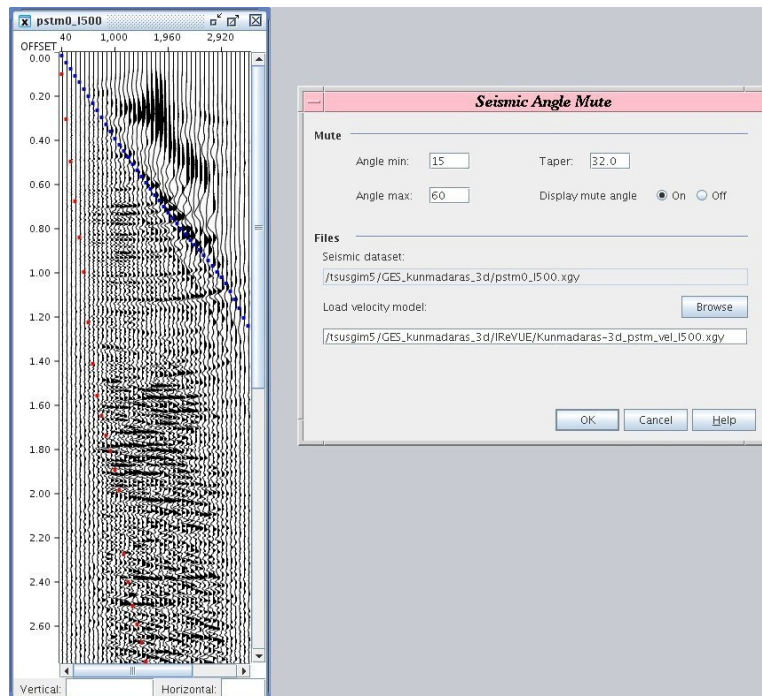 pstm0_l500
40 1,000 1,960 2,920
OFFSET
0.00
0.20
0.40
0.60
0.80
1.00
1.20
1.40
1.60
1.80
2.00
2.20
2.40
2.60
Vertical: Horizontal:
Seismic Angle Mute
Mute
Angle min: 15 Taper: 32.0
Angle max: 60 Display mute angle On Off
Files
Seismic dataset:
/tsusgim5/GES_kunmadaras_3d/pstm0_l500.xgy
Load velocity model: Browse
/tsusgim5/GES_kunmadaras_3d/IReVUE/Kunmadaras-3d_pstm_vel_l500.xgy
OK Cancel Help